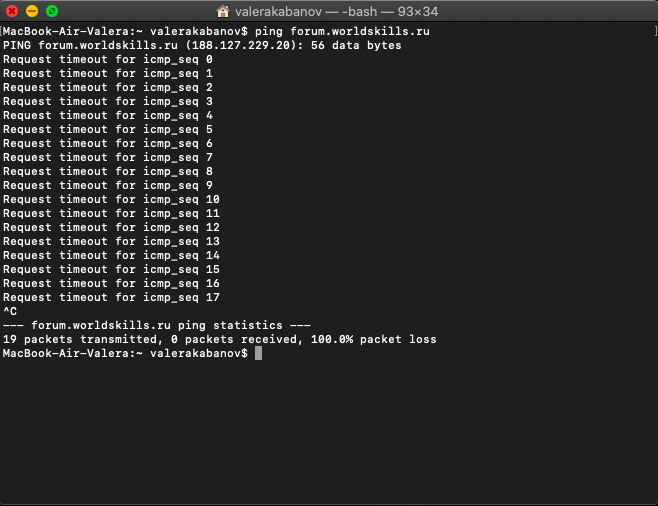 valerakabanov — -bash — 93×34
[MacBook-Air-Valera:~ valerakabanov$ ping forum.worldskills.ru ]
PING forum.worldskills.ru (188.127.229.20): 56 data bytes
Request timeout for icmp_seq 0
Request timeout for icmp_seq 1
Request timeout for icmp_seq 2
Request timeout for icmp_seq 3
Request timeout for icmp_seq 4
Request timeout for icmp_seq 5
Request timeout for icmp_seq 6
Request timeout for icmp_seq 7
Request timeout for icmp_seq 8
Request timeout for icmp_seq 9
Request timeout for icmp_seq 10
Request timeout for icmp_seq 11
Request timeout for icmp_seq 12
Request timeout for icmp_seq 13
Request timeout for icmp_seq 14
Request timeout for icmp_seq 15
Request timeout for icmp_seq 16
Request timeout for icmp_seq 17
^C
--- forum.worldskills.ru ping statistics ---
19 packets transmitted, 0 packets received, 100.0% packet loss
MacBook-Air-Valera:~ valerakabanov$